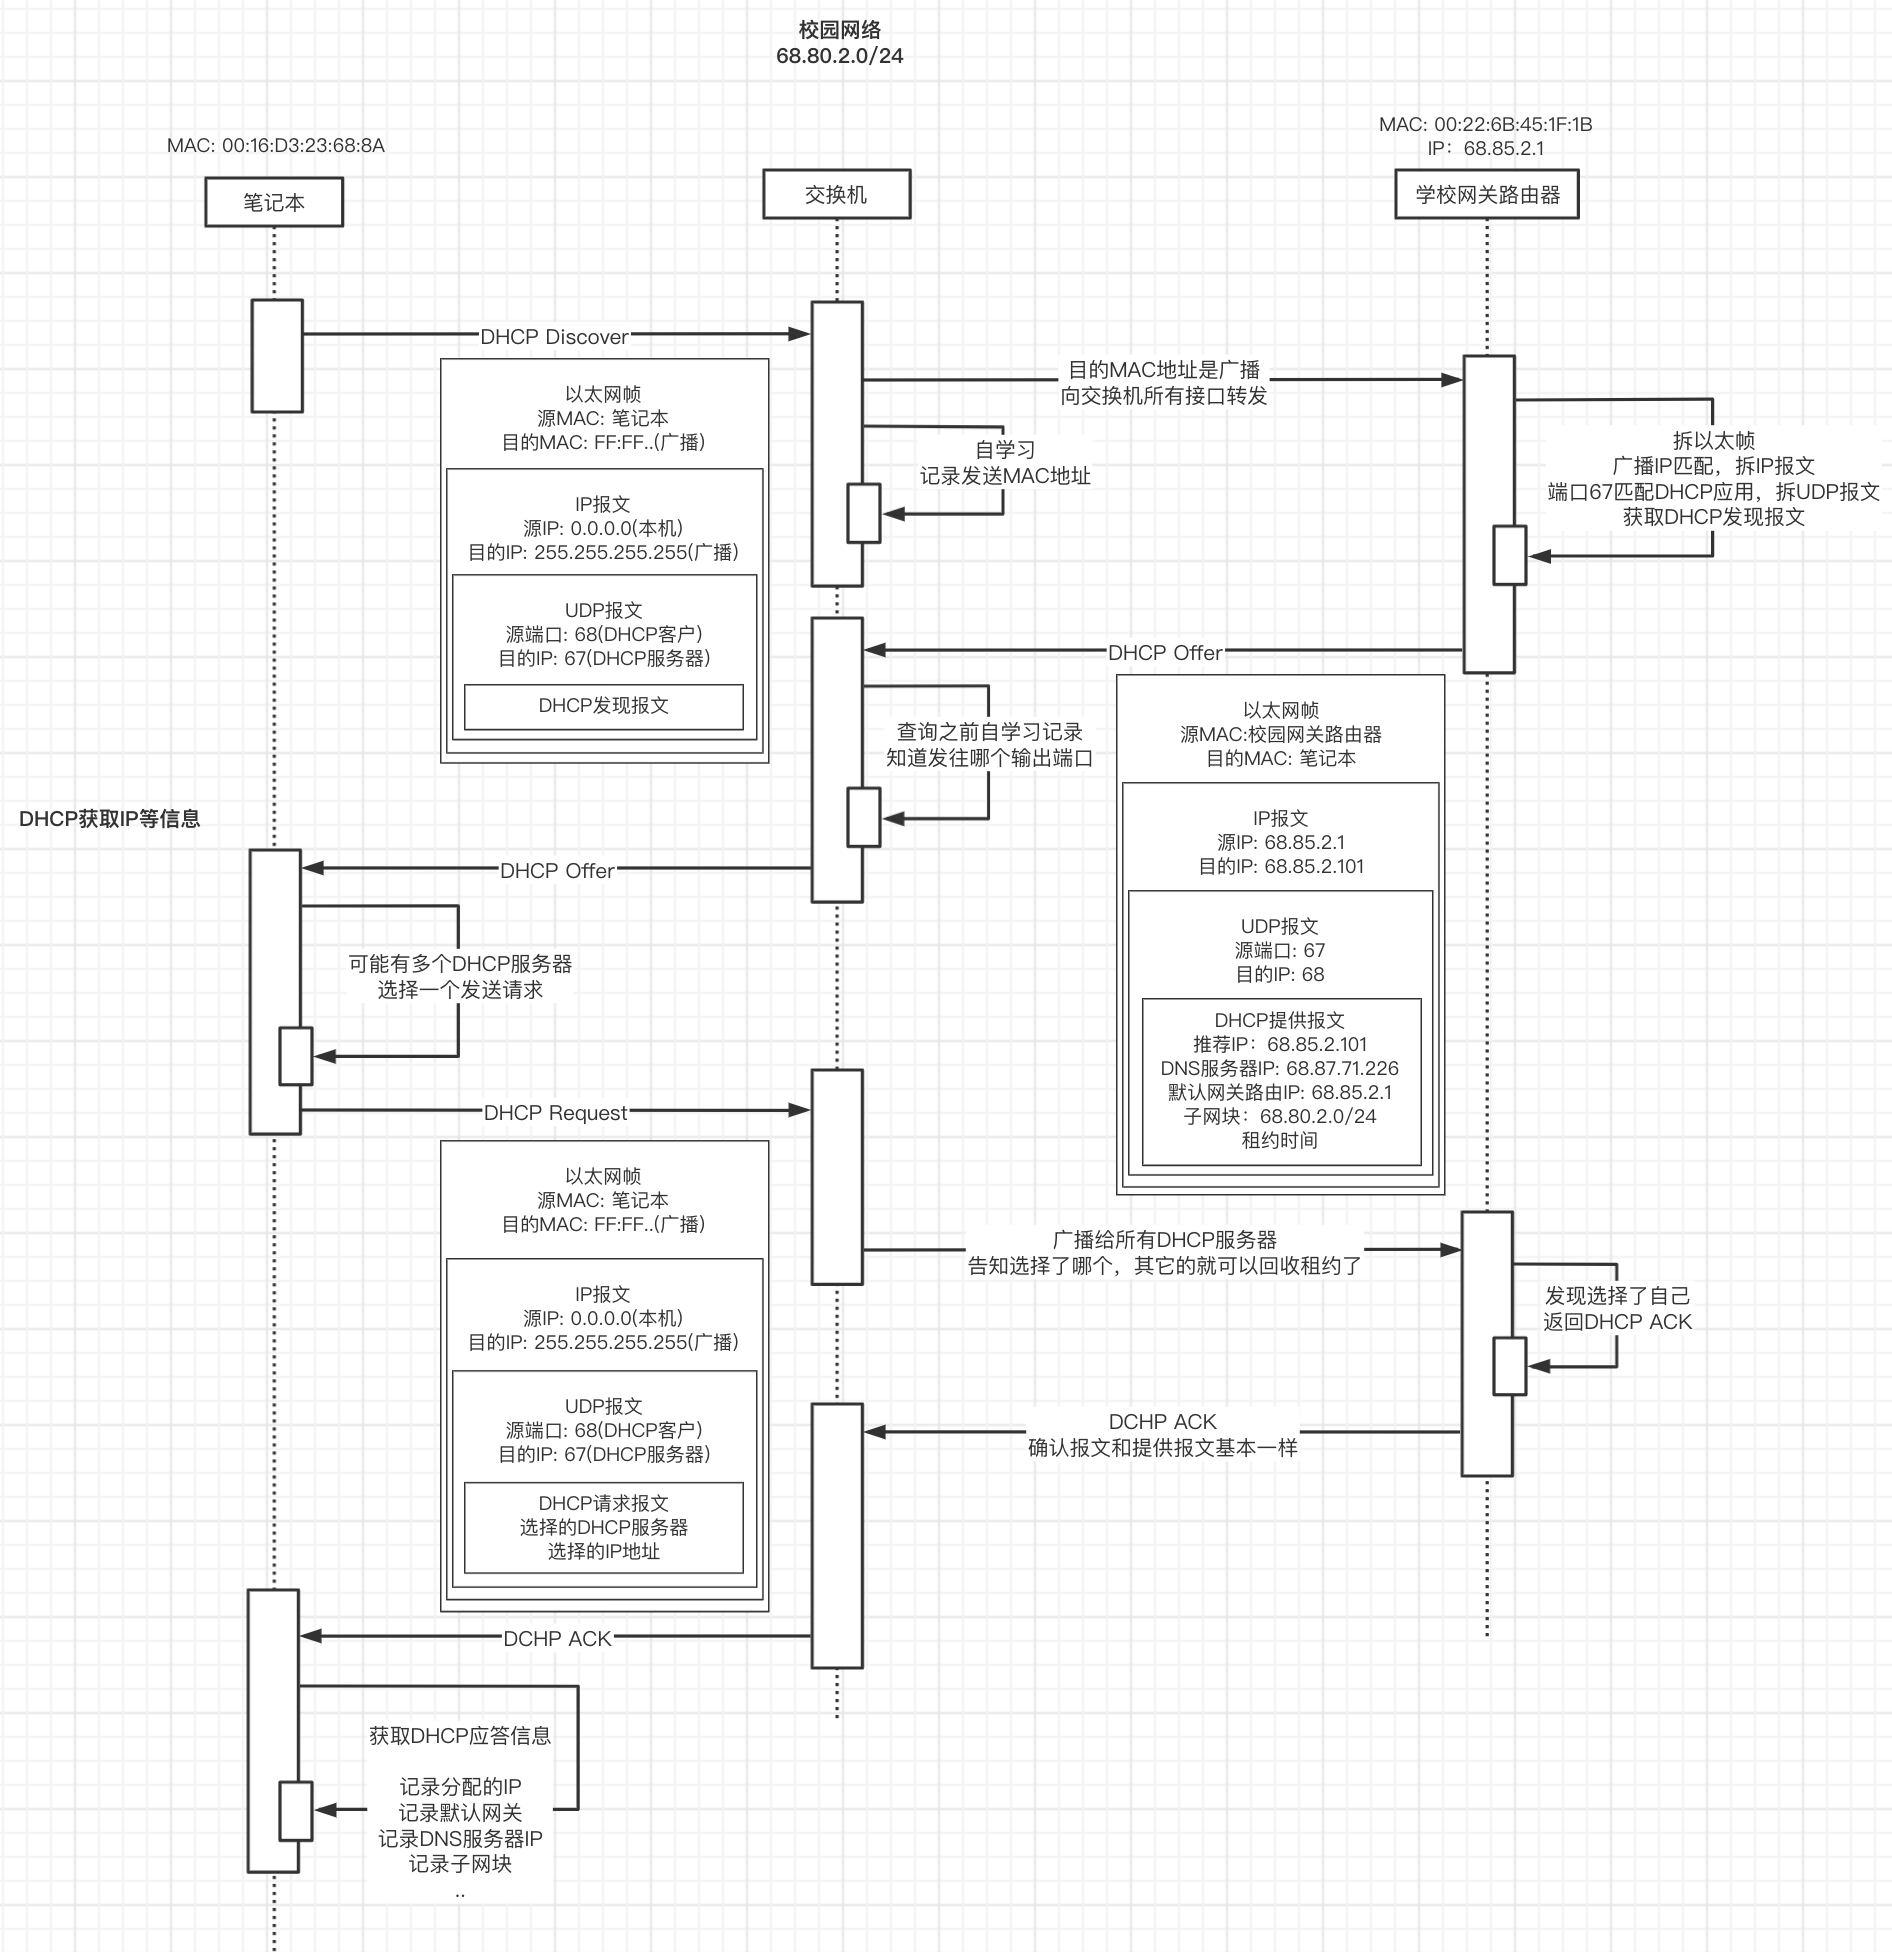 校园网络
68.80.2.0/24
MAC: 00:16:D3:23:68:8A
MAC: 00:22:6B:45:1F:1B
IP：68.85.2.1
笔记本
交换机
学校网关路由器
DHCP Discover
以太网帧
源MAC: 笔记本
目的MAC: FF:FF..(广播)
IP报文
源IP: 0.0.0.0(本机)
目的IP: 255.255.255.255(广播)
UDP报文
源端口: 68(DHCP客户)
目的IP: 67(DHCP服务器)
DHCP发现报文
目的MAC地址是广播
向交换机所有接口转发
自学习
记录发送MAC地址
拆以太帧
广播IP匹配，拆IP报文
端口67匹配DHCP应用，拆UDP报文
获取DHCP发现报文
DHCP Offer
以太网帧
源MAC:校园网关路由器
目的MAC: 笔记本
IP报文
源IP: 68.85.2.1
目的IP: 68.85.2.101
UDP报文
源端口: 67
目的IP: 68
DHCP提供报文
推荐IP：68.85.2.101
DNS服务器IP: 68.87.71.226
默认网关路由IP: 68.85.2.1
子网块：68.80.2.0/24
租约时间
查询之前自学习记录
知道发往哪个输出端口
DHCP获取IP等信息
DHCP Offer
可能有多个DHCP服务器
选择一个发送请求
DHCP Request
以太网帧
源MAC: 笔记本
目的MAC: FF:FF..(广播)
IP报文
源IP: 0.0.0.0(本机)
目的IP: 255.255.255.255(广播)
UDP报文
源端口: 68(DHCP客户)
目的IP: 67(DHCP服务器)
DHCP请求报文
选择的DHCP服务器
选择的IP地址
广播给所有DHCP服务器
告知选择了哪个，其它的就可以回收租约了
发现选择了自己
返回DHCP ACK
DCHP ACK
确认报文和提供报文基本一样
DCHP ACK
获取DHCP应答信息
记录分配的IP
记录默认网关
记录DNS服务器IP
记录子网块
..